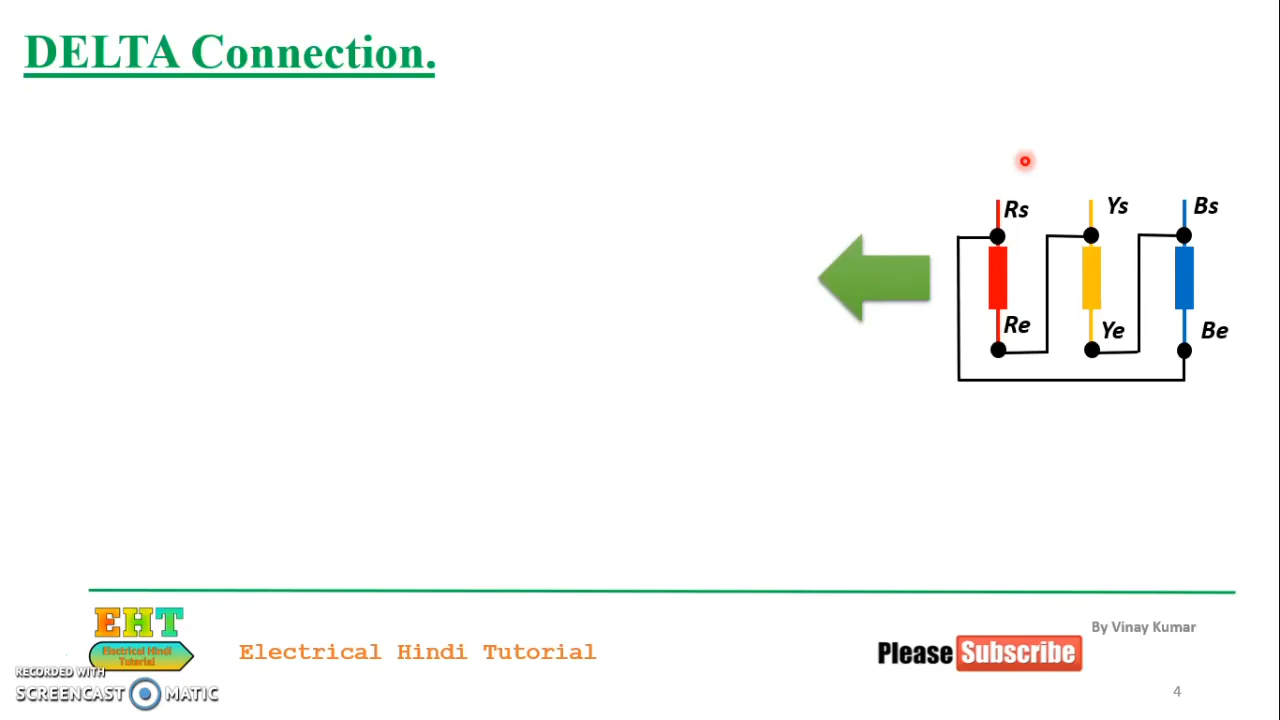 DELTA Connection.
Rs
Ys
Bs
Re
Ye
Be
By Vinay Kumar
EHT
Electrical Hindi
Tutorial
Electrical Hindi Tutorial
Please Subscribe
RECORDED WITH
SCREENCAST MATIC
4